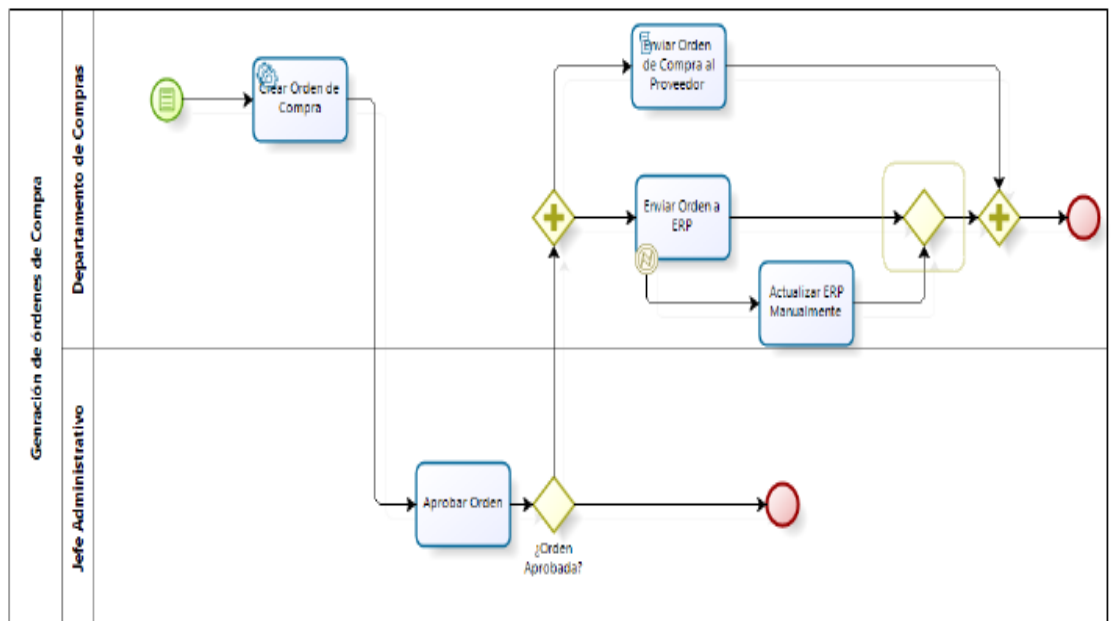 Genración de órdenes de Compra
Departamento de Compras
Crear Orden de
Compra
Enviar Orden
de Compra al
Proveedor
Enviar Orden a
ERP
Actualizar ERP
Manualmente
Jefe Administrativo
Aprobar Orden
¿Orden
Aprobada?